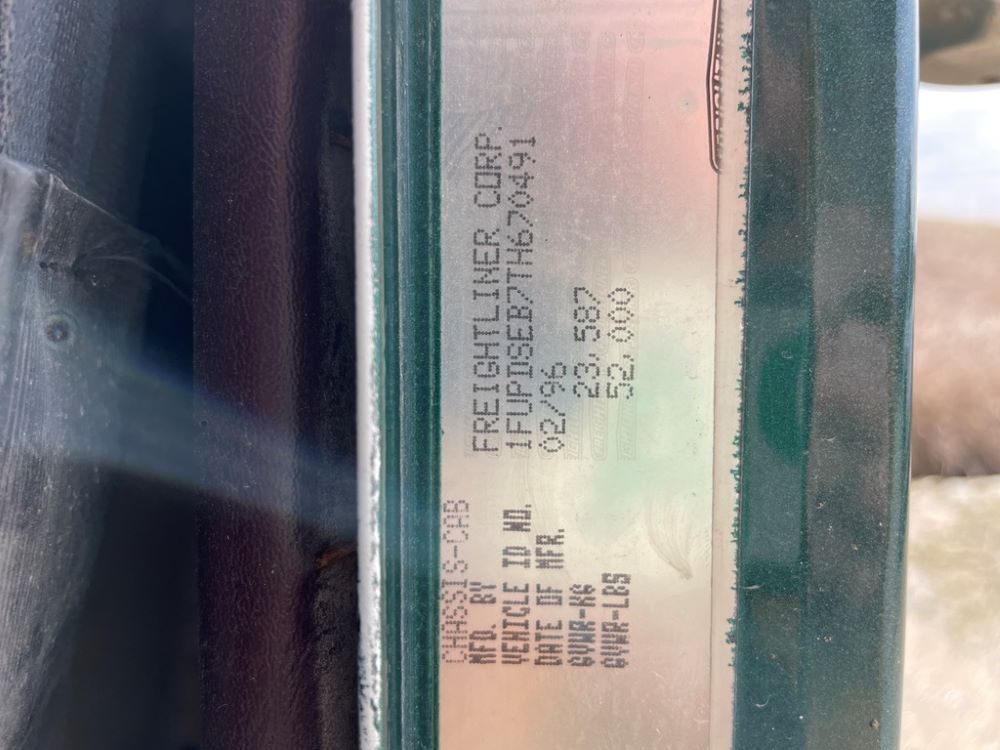 CHASSIS-CAB
MFD. BY FREIGHTLINER CORP.
VEHICLE ID NO. 1FUPDSEB7TH670491
DATE OF MFR. 02/96
GVWR-KG 23, 587
GVWR-LBS 52, 000